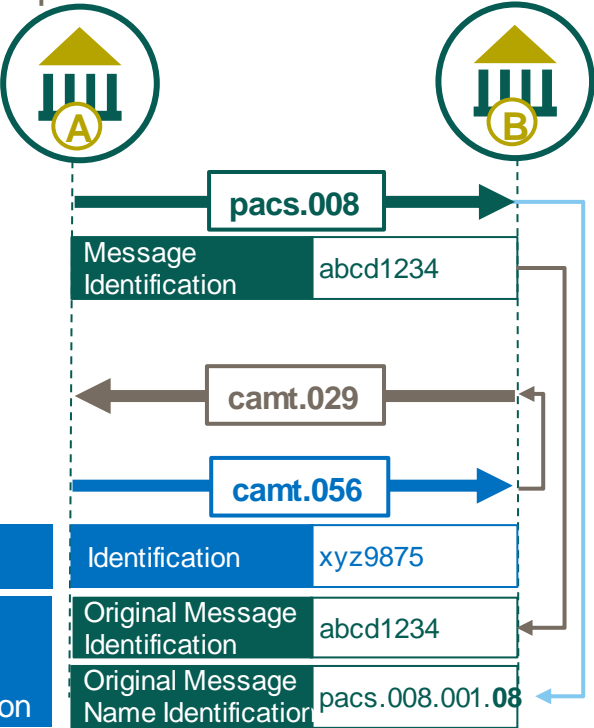 A
B
pacs.008
Message
Identification
abcd1234
camt.029
camt.056
Identification
xyz9875
Original Message
Identification
abcd1234
Original Message
Name Identification
pacs.008.001.08
on